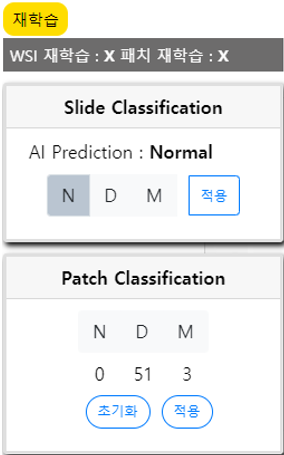 재학습
WSI 재학습 : X 패치 재학습 : X
Slide Classification
AI Prediction : Normal
N D M 적용
Patch Classification
N D M
0 51 3
초기화 적용